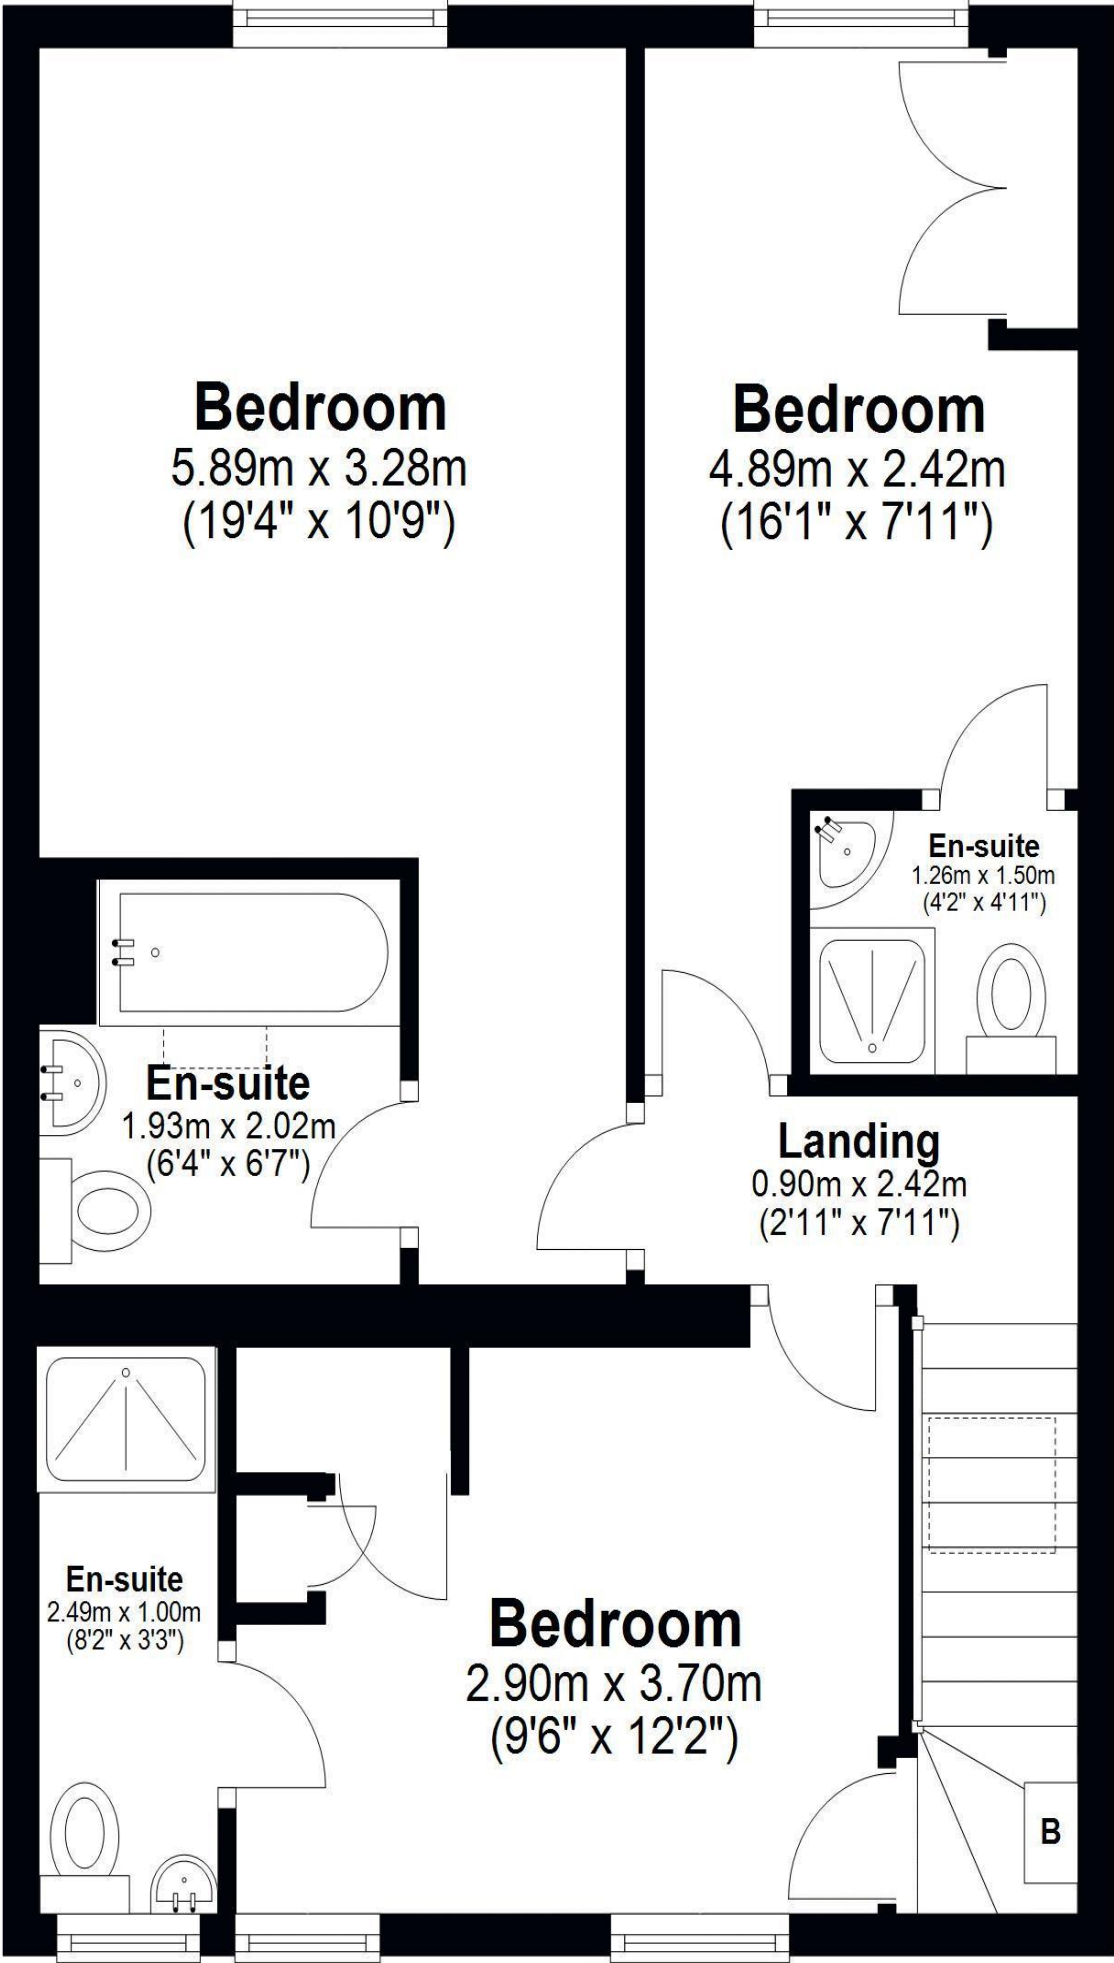 Bedroom
5.89m x 3.28m
(19'4" x 10'9")
Bedroom
4.89m x 2.42m
(16'1" x 7'11")
En-suite
1.26m x 1.50m
(4'2" x 4'11")
En-suite
1.93m x 2.02m
(6'4" x 6'7")
Landing
0.90m x 2.42m
(2'11" x 7'11")
En-suite
2.49m x 1.00m
(8'2" x 3'3")
Bedroom
2.90m x 3.70m
(9'6" x 12'2")
B